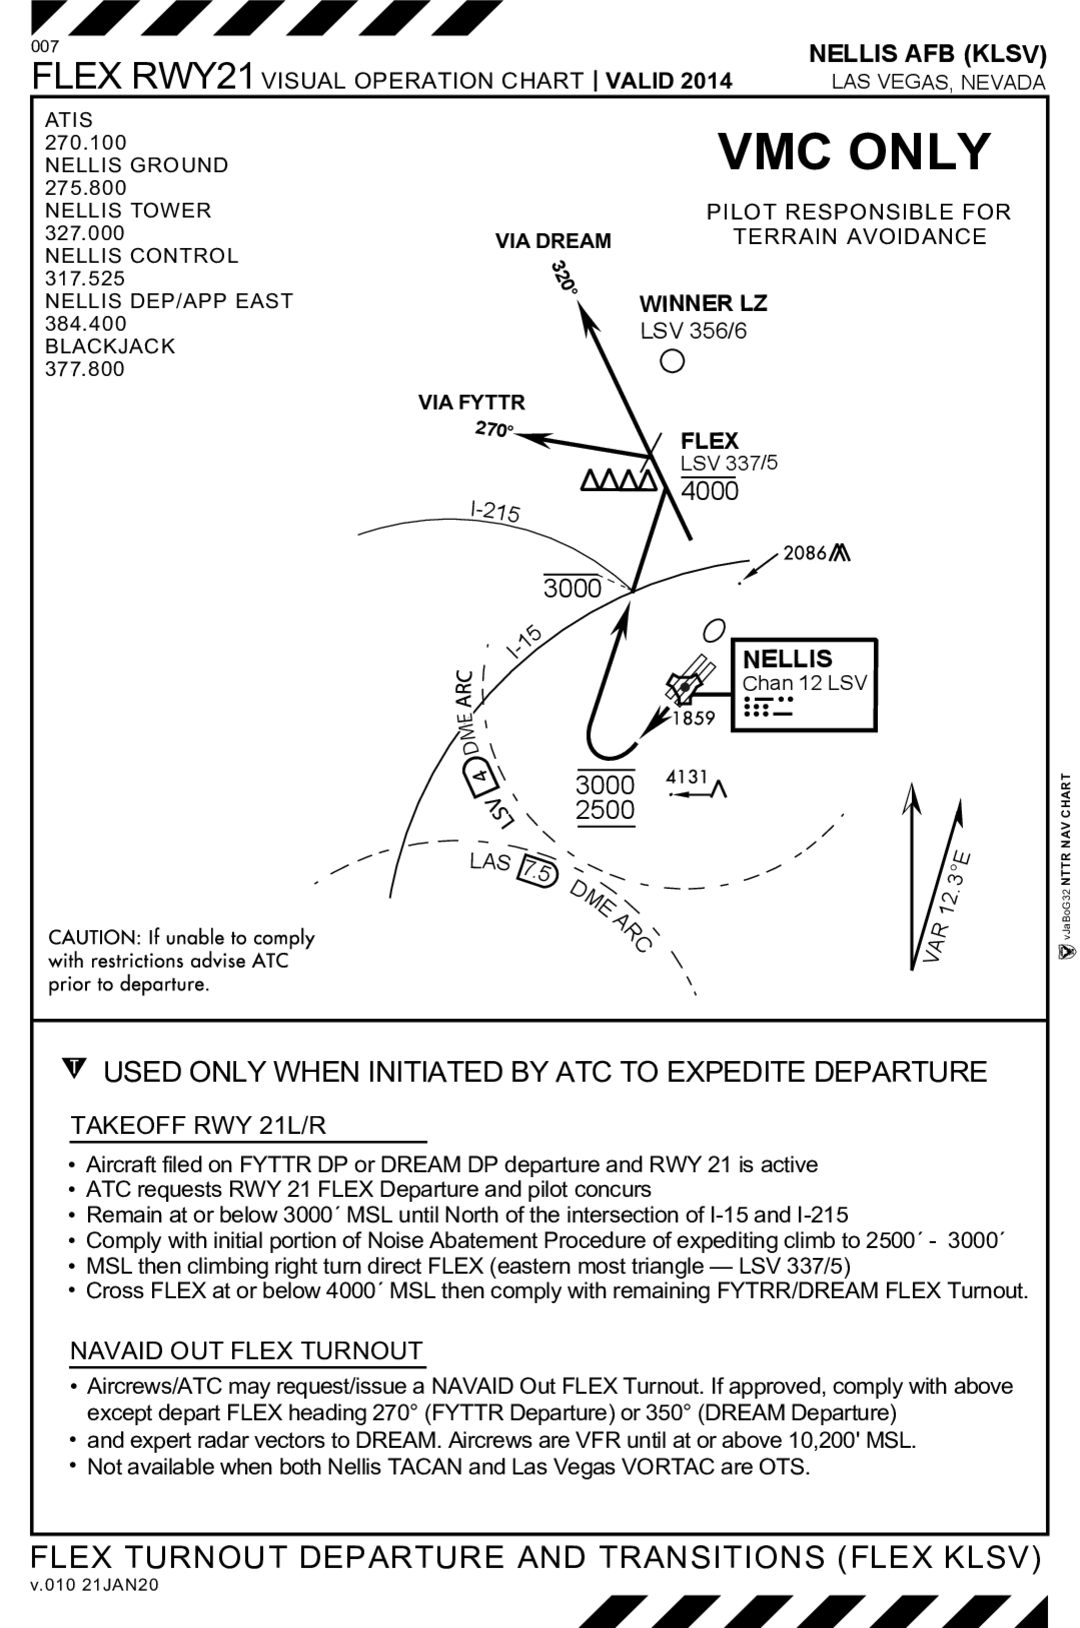 007
FLEX RWY21 VISUAL OPERATION CHART | VALID 2014
NELLIS AFB (KLSV)
LAS VEGAS, NEVADA
ATIS
270.100
NELLIS GROUND
275.800
NELLIS TOWER
327.000
NELLIS CONTROL
317.525
NELLIS DEP/APP EAST
384.400
BLACKJACK
377.800
VMC ONLY
PILOT RESPONSIBLE FOR
TERRAIN AVOIDANCE
VIA DREAM
320°
WINNER LZ
LSV 356/6
VIA FYTTR
270°
FLEX
LSV 337/5
4000
I-215
2086
3000
I-15
NELLIS
Chan 12 LSV
1859
DME ARC
LSV 4
3000
2500
4131
LAS 7.5 DME ARC
VAR 12.3°E
vJaBoG32 NTTR NAV CHART
CAUTION: If unable to comply
with restrictions advise ATC
prior to departure.
T USED ONLY WHEN INITIATED BY ATC TO EXPEDITE DEPARTURE
TAKEOFF RWY 21L/R
• Aircraft filed on FYTTR DP or DREAM DP departure and RWY 21 is active
• ATC requests RWY 21 FLEX Departure and pilot concurs
• Remain at or below 3000´ MSL until North of the intersection of I-15 and I-215
• Comply with initial portion of Noise Abatement Procedure of expediting climb to 2500´ - 3000´
• MSL then climbing right turn direct FLEX (eastern most triangle — LSV 337/5)
• Cross FLEX at or below 4000´ MSL then comply with remaining FYTRR/DREAM FLEX Turnout.
NAVAID OUT FLEX TURNOUT
• Aircrews/ATC may request/issue a NAVAID Out FLEX Turnout. If approved, comply with above
except depart FLEX heading 270° (FYTTR Departure) or 350° (DREAM Departure)
• and expert radar vectors to DREAM. Aircrews are VFR until at or above 10,200' MSL.
• Not available when both Nellis TACAN and Las Vegas VORTAC are OTS.
FLEX TURNOUT DEPARTURE AND TRANSITIONS (FLEX KLSV)
v.010 21JAN20